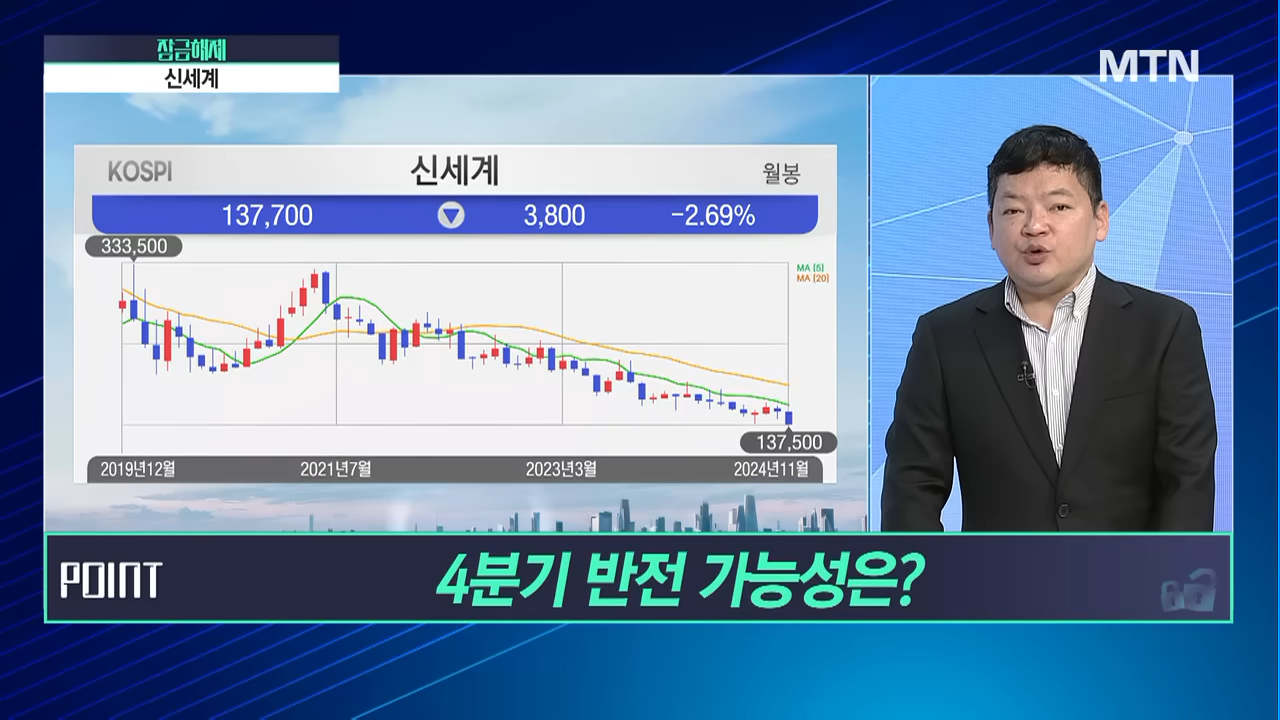 잠금해제
신세계
MTN
KOSPI
신세계
월봉
137,700
▼
3,800
-2.69%
333,500
MA [5]
MA [20]
137,500
2019년12월
2021년7월
2023년3월
2024년11월
POINT
4분기 반전 가능성은?